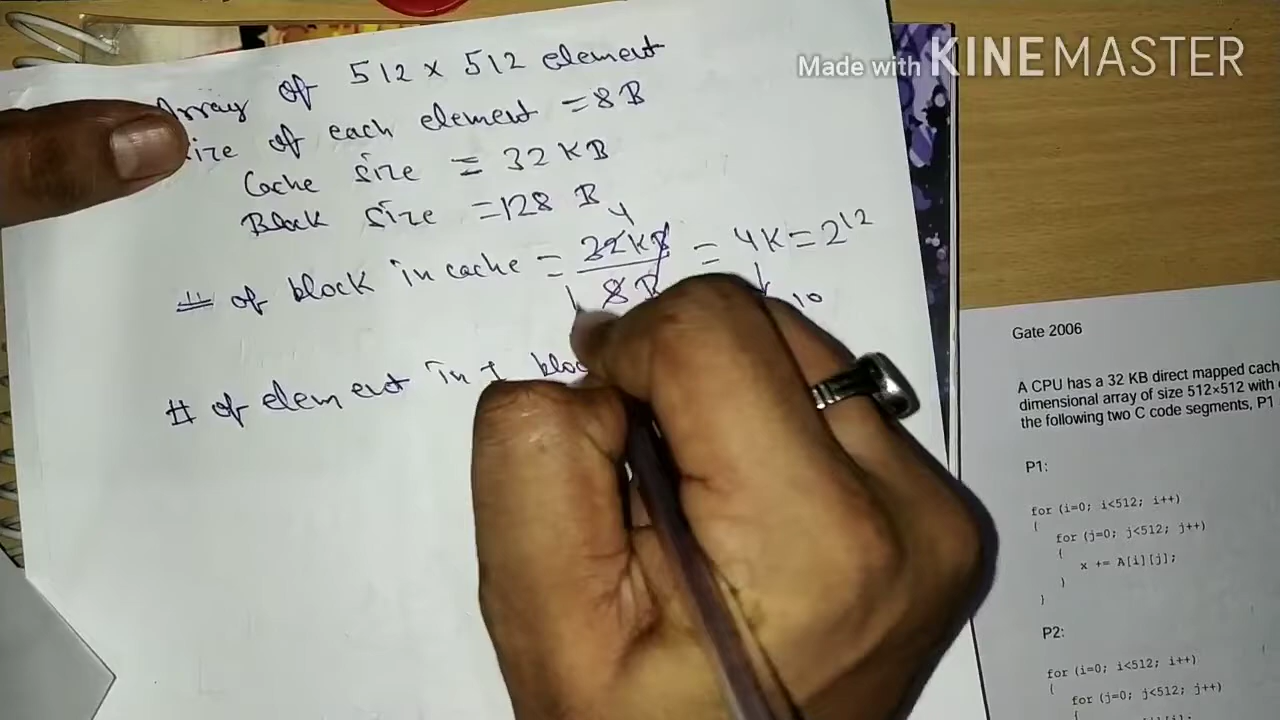 Made with KINEMASTER
Array of 512 x 512 element
size of each element = 8 B
Cache size = 32 KB
Block size = 128 B
# of block in cache = 32KB / 8 B = 4K = 2^12
4
10
# of element in 1
Gate 2006
A CPU has a 32 KB direct mapped cach
dimensional array of size 512×512 with
the following two C code segments, P1
P1:
for (i=0; i<512; i++)
{
for (j=0; j<512; j++)
{
x += A[i][j];
}
}
P2:
for (i=0; i<512; i++)
{
for (j=0; j<512; j++)
{